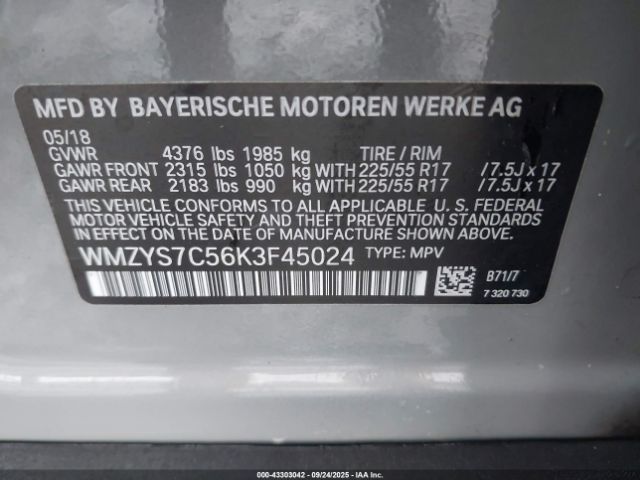 MFD BY BAYERISCHE MOTOREN WERKE AG
05/18
GVWR 4376 lbs 1985 kg TIRE / RIM
GAWR FRONT 2315 lbs 1050 kg WITH 225/55 R17 /7.5J x 17
GAWR REAR 2183 lbs 990 kg WITH 225/55 R17 /7.5J x 17
THIS VEHICLE CONFORMS TO ALL APPLICABLE U. S. FEDERAL
MOTOR VEHICLE SAFETY AND THEFT PREVENTION STANDARDS
IN EFFECT ON THE DATE OF MANUFACTURE SHOWN ABOVE.
WMZYS7C56K3F45024 TYPE: MPV
B71/7
7 320 730
000-43303042 - 09/24/2025 - IAA Inc.